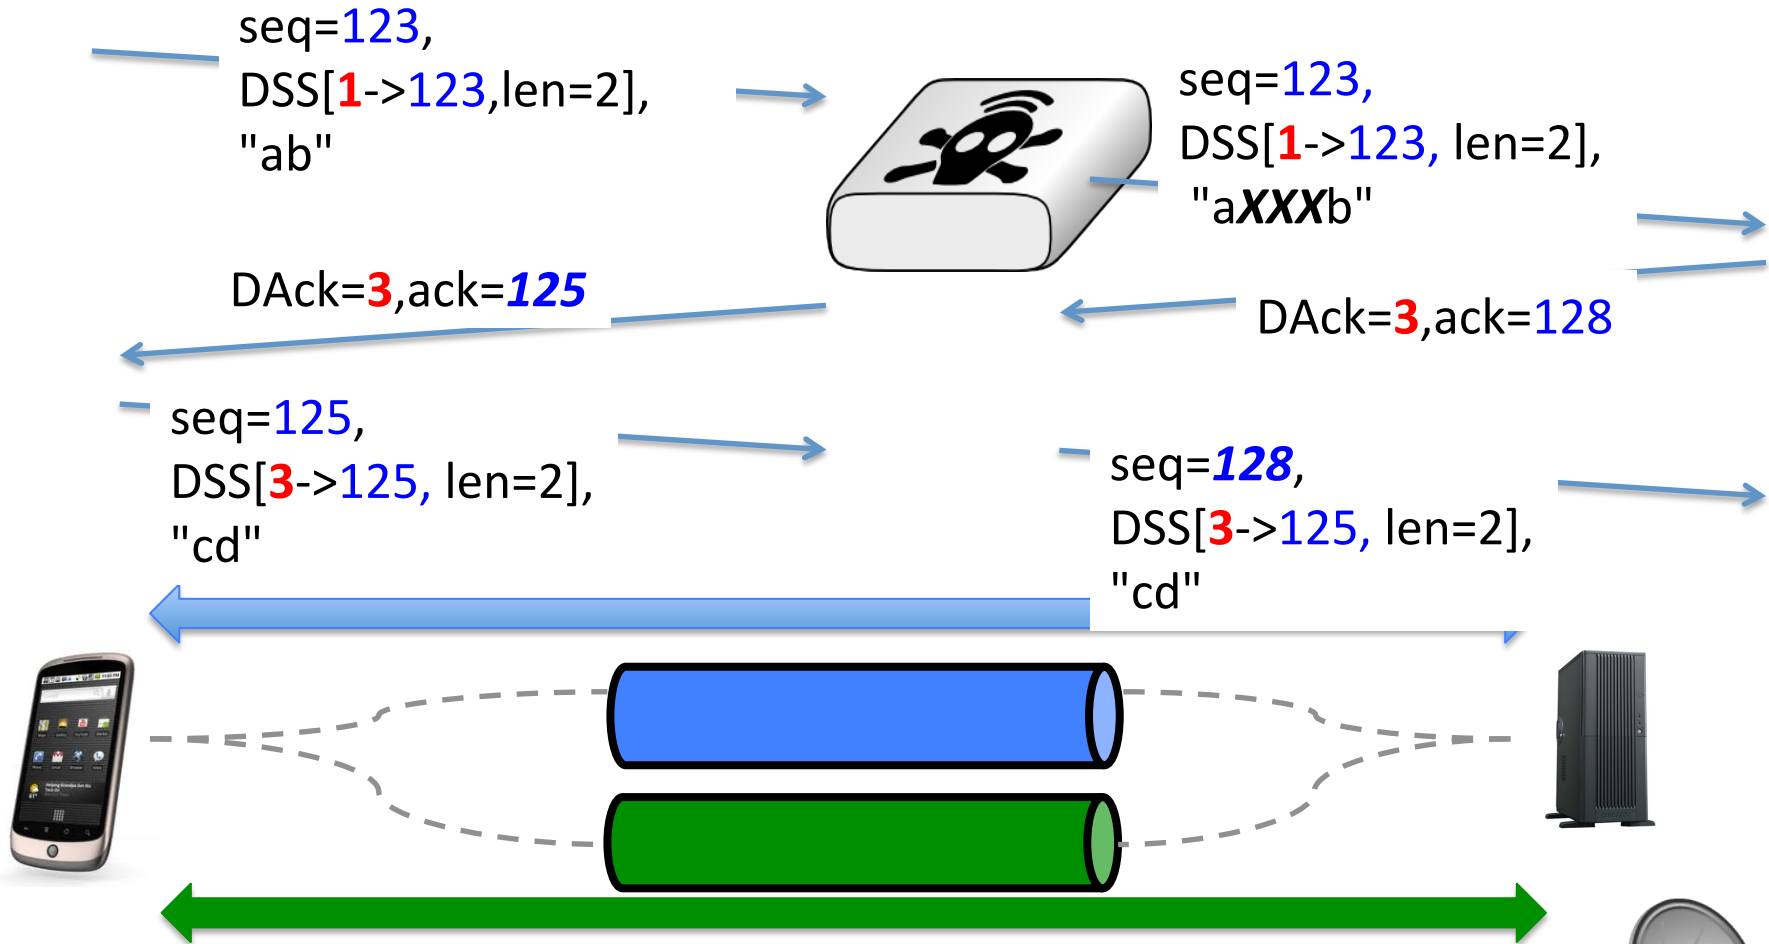 seq=123,
DSS[1->123,len=2],
"ab"
seq=123,
DSS[1->123, len=2],
"aXXXb"
DAck=3,ack=125
DAck=3,ack=128
seq=125,
DSS[3->125, len=2],
"cd"
seq=128,
DSS[3->125, len=2],
"cd"